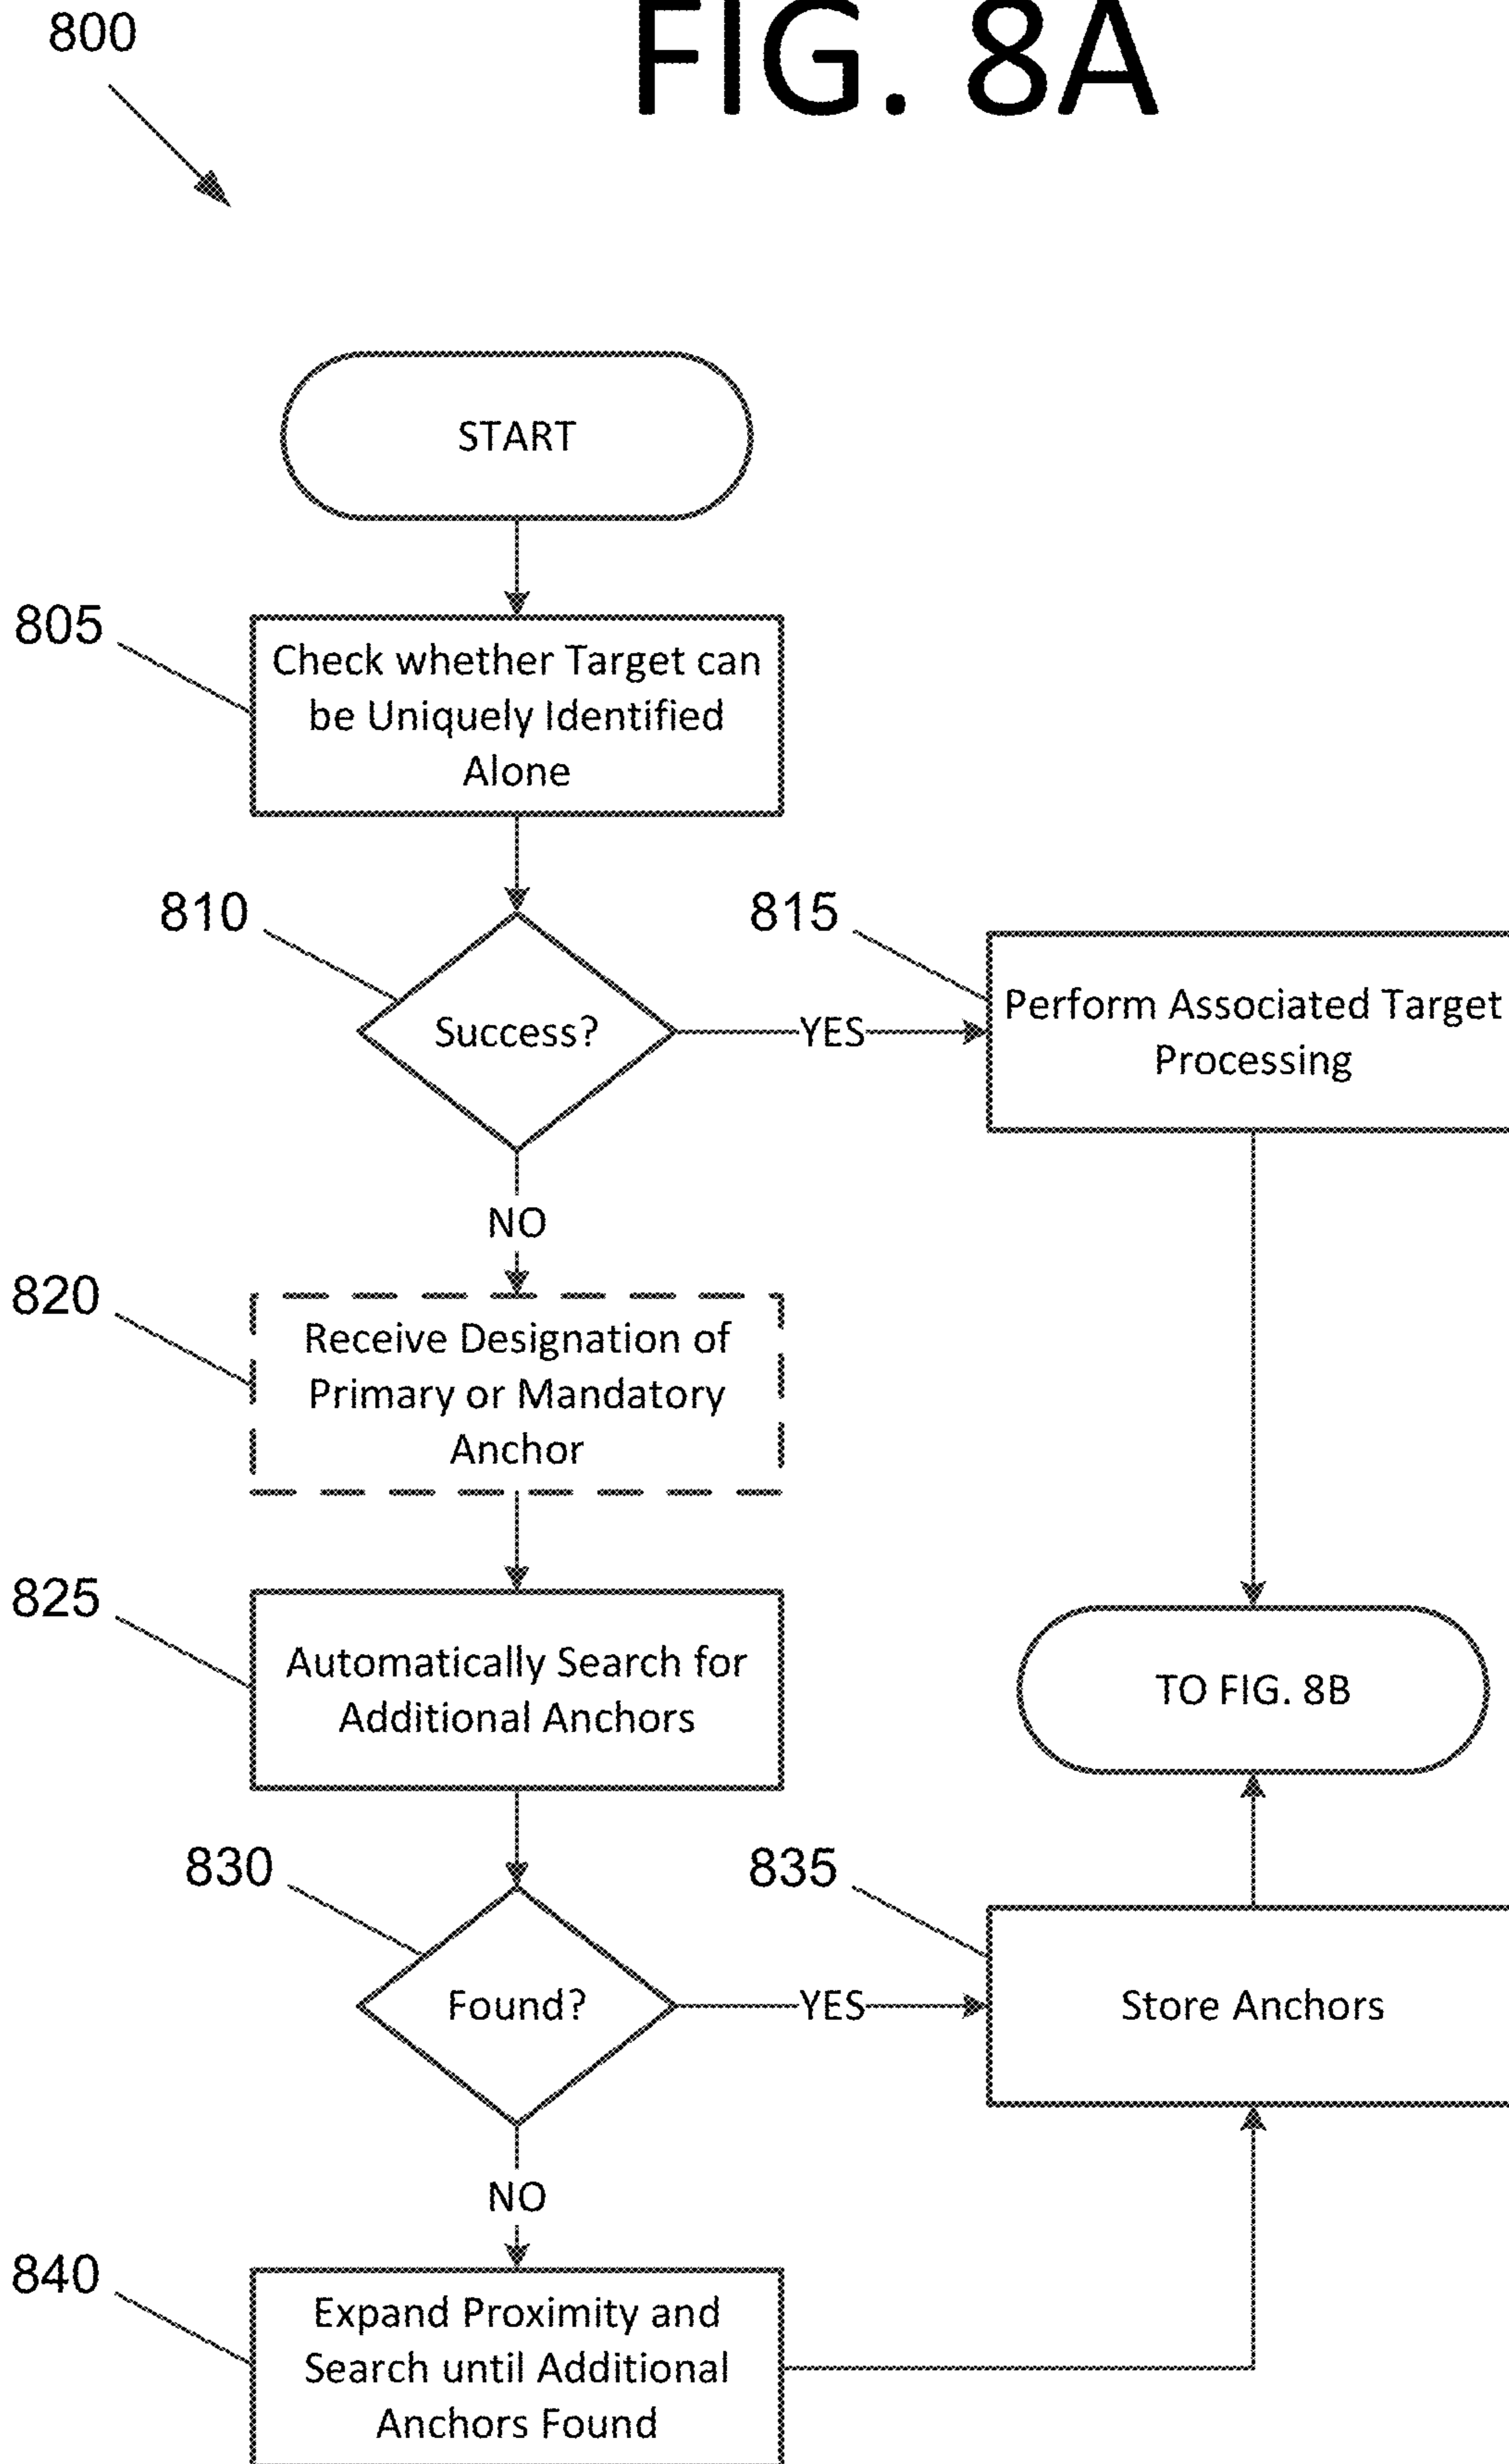 800
FIG. 8A
START
805
Check whether Target can
be Uniquely Identified
Alone
810
Success?
YES
815
Perform Associated Target
Processing
NO
820
Receive Designation of
Primary or Mandatory
Anchor
825
Automatically Search for
Additional Anchors
TO FIG. 8B
830
Found?
YES
835
Store Anchors
NO
840
Expand Proximity and
Search until Additional
Anchors Found